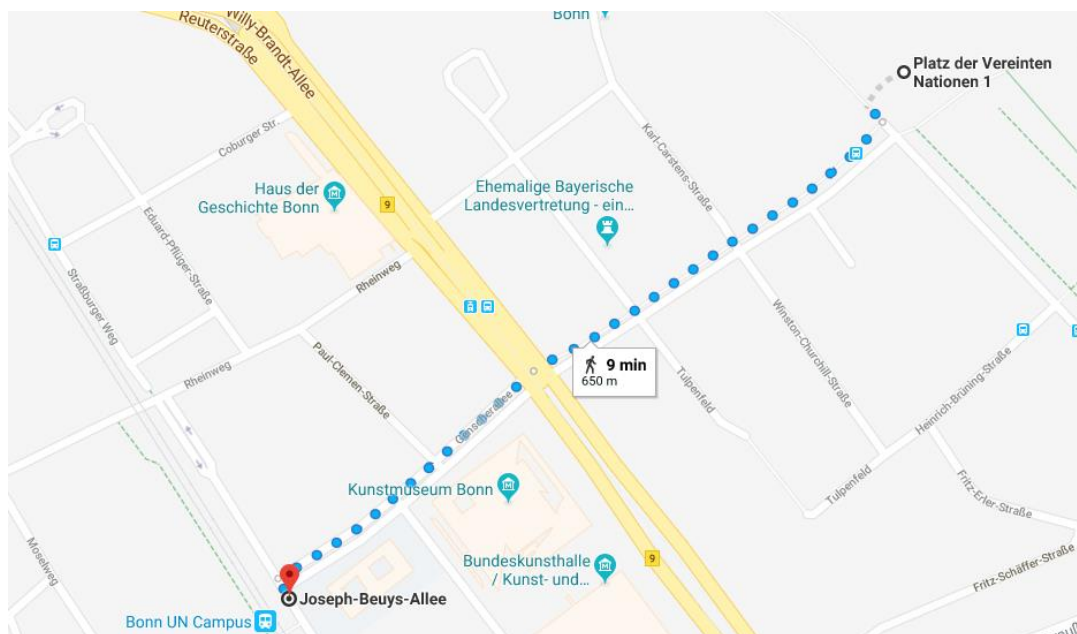 Bonn
Willy-Brandt-Allee
Reuterstraße
Platz der Vereinten
Nationen 1
Coburger Str.
Karl-Carstens-Straße
Haus der
Geschichte Bonn
9
Ehemalige Bayerische
Landesvertretung - ein...
Eduard-Pflüger-Straße
Straßburger Weg
Rheinweg
Winston-Churchill-Straße
9 min
650 m
Paul-Clemen-Straße
Rheinweg
Tulpenfeld
Heinrich-Brüning-Straße
Genscherallee
Kunstmuseum Bonn
Tulpenfeld
Fritz-Erler-Straße
Moselweg
Bundeskunsthalle
/ Kunst- und...
9
Fritz-Schäffer-Straße
Joseph-Beuys-Allee
Bonn UN Campus